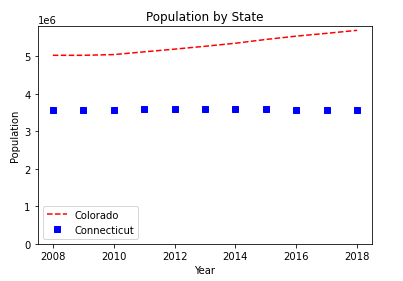 Population by State
1e6
5
4
3
2
1
0
Population
Colorado
Connecticut
2008 2010 2012 2014 2016 2018
Year